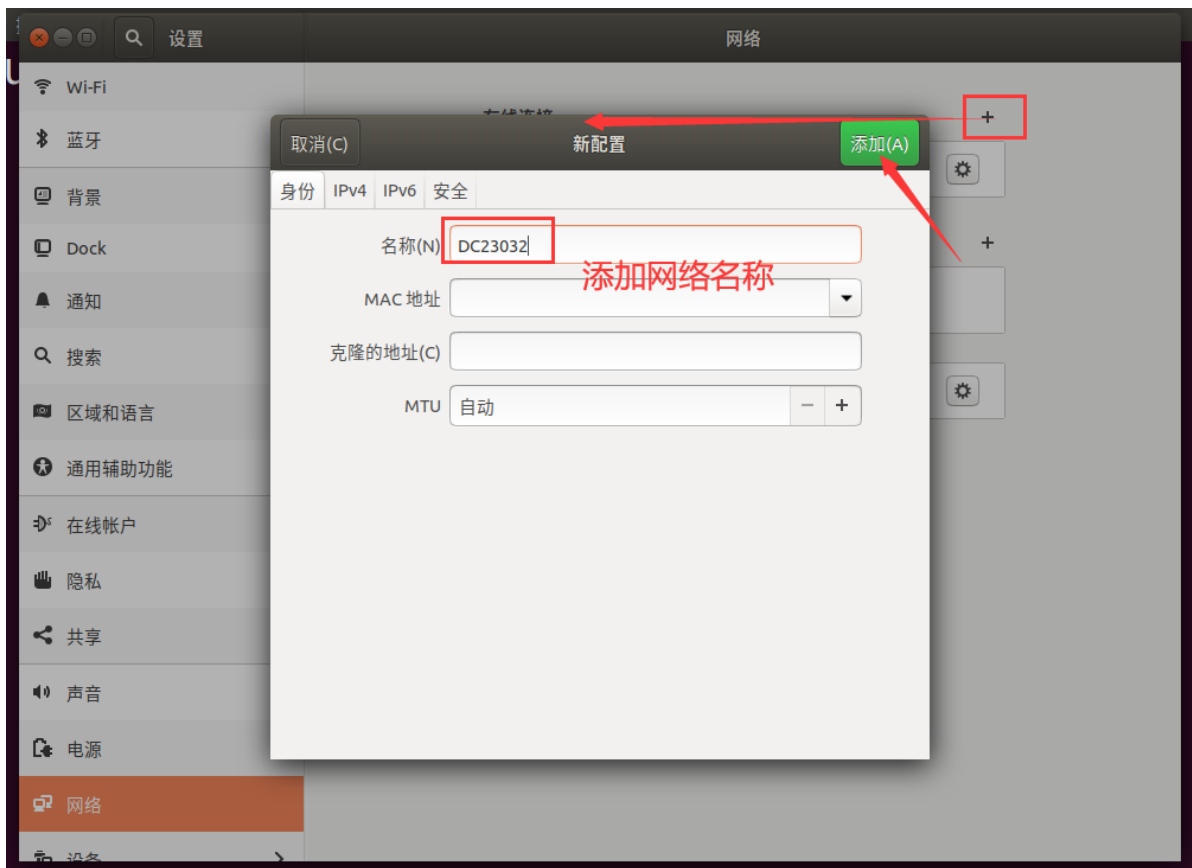 设置
网络
Wi-Fi
蓝牙
背景
Dock
通知
搜索
区域和语言
通用辅助功能
在线帐户
隐私
共享
声音
电源
网络
取消(C)
新配置
添加(A)
身份 IPv4 IPv6 安全
名称(N) DC23032
添加网络名称
MAC 地址
克隆的地址(C)
MTU 自动